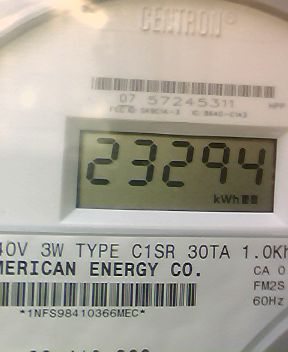 CENTRON®
07 57245311
23294
kWh
40V 3W TYPE C1SR 30TA 1.0Kh
MERICAN ENERGY CO.
CA 0
FM2S
60Hz
*1NFS98410366MEC*